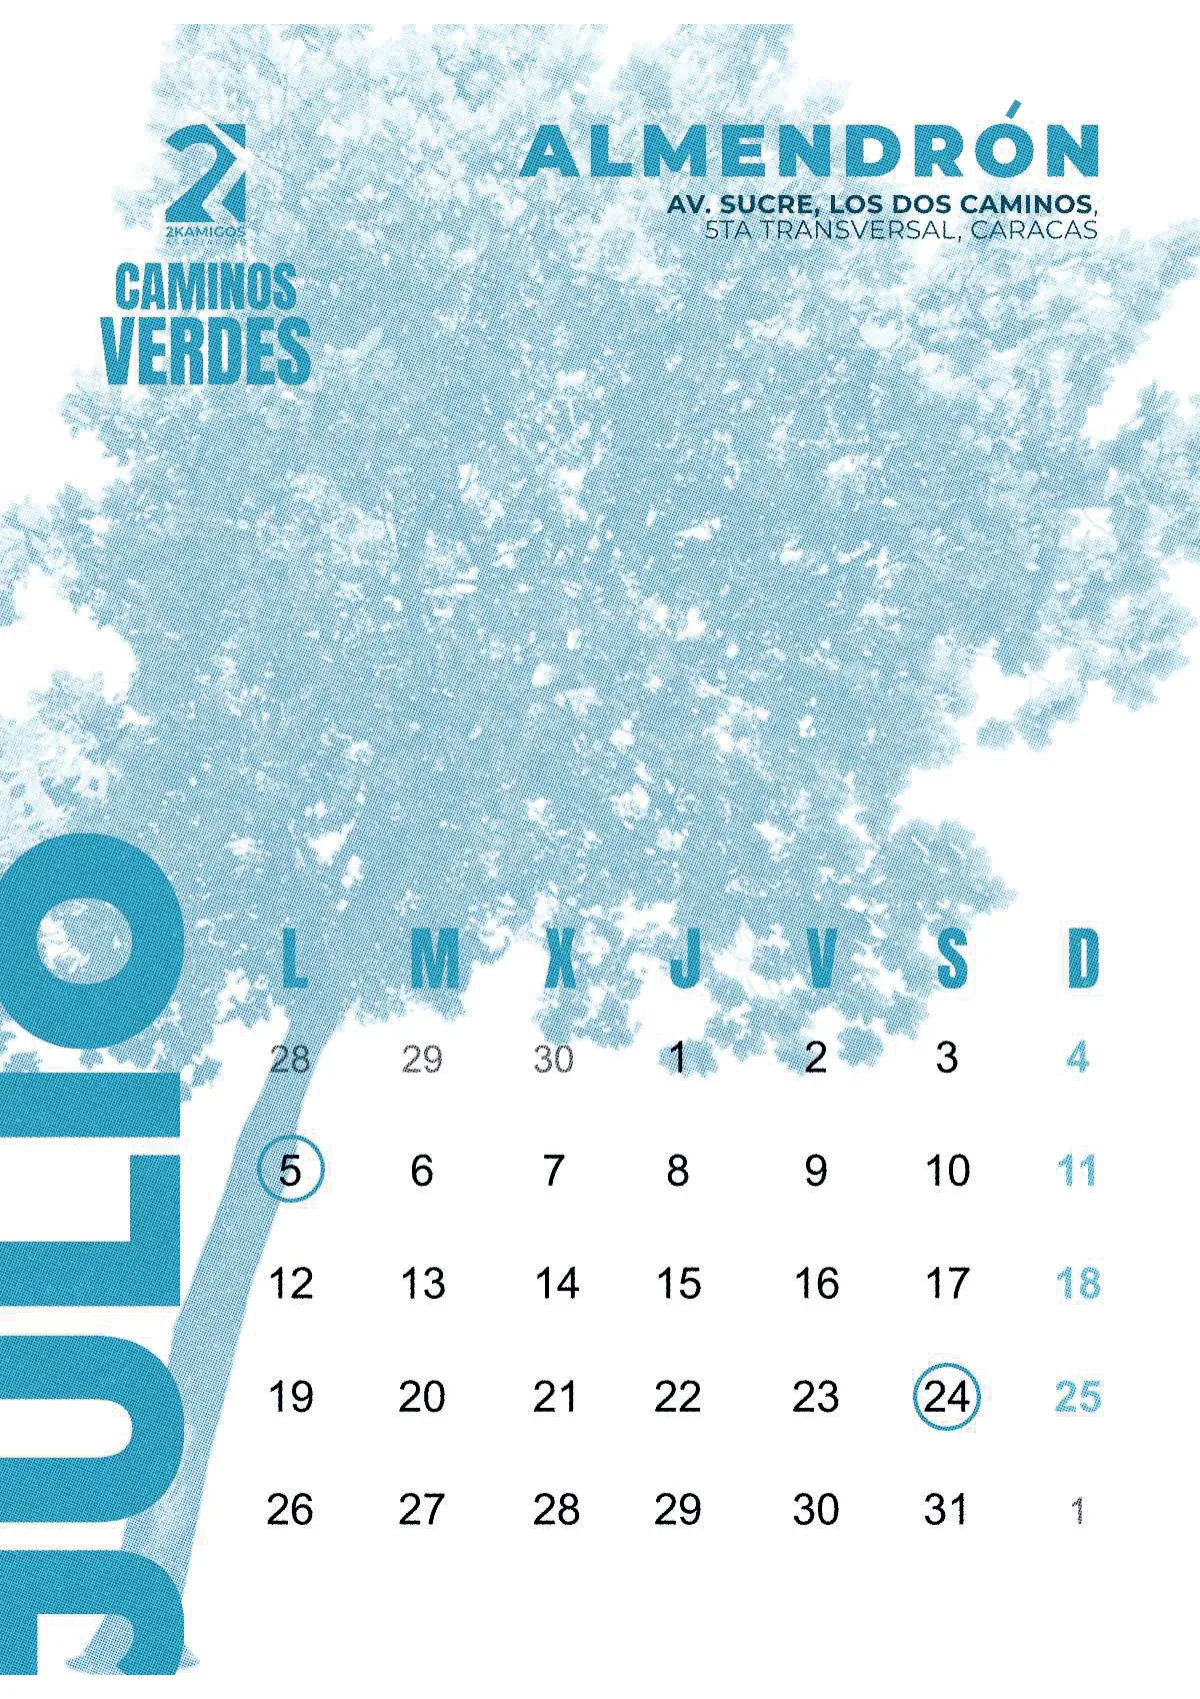 ALMENDRÓN
AV. SUCRE, LOS DOS CAMINOS,
5TA TRANSVERSAL, CARACAS
2KAMIGOS
ASOCIACIÓN
CAMINOS
VERDES
JULIO
L M X J V S D
28 29 30 1 2 3 4
5 6 7 8 9 10 11
12 13 14 15 16 17 18
19 20 21 22 23 24 25
26 27 28 29 30 31 1